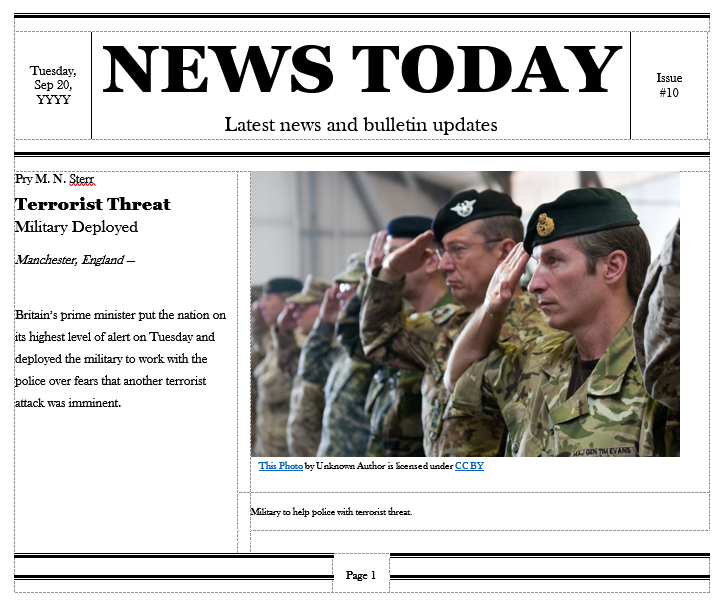 Tuesday,
Sep 20,
YYYY
NEWS TODAY
Latest news and bulletin updates
Issue
#10
Pry M. N. Sterr
Terrorist Threat
Military Deployed
Manchester, England —
Britain's prime minister put the nation on
its highest level of alert on Tuesday and
deployed the military to work with the
police over fears that another terrorist
attack was imminent.
MAJ GEN TIM EVANS
This Photo by Unknown Author is licensed under CC BY
Military to help police with terrorist threat.
Page 1